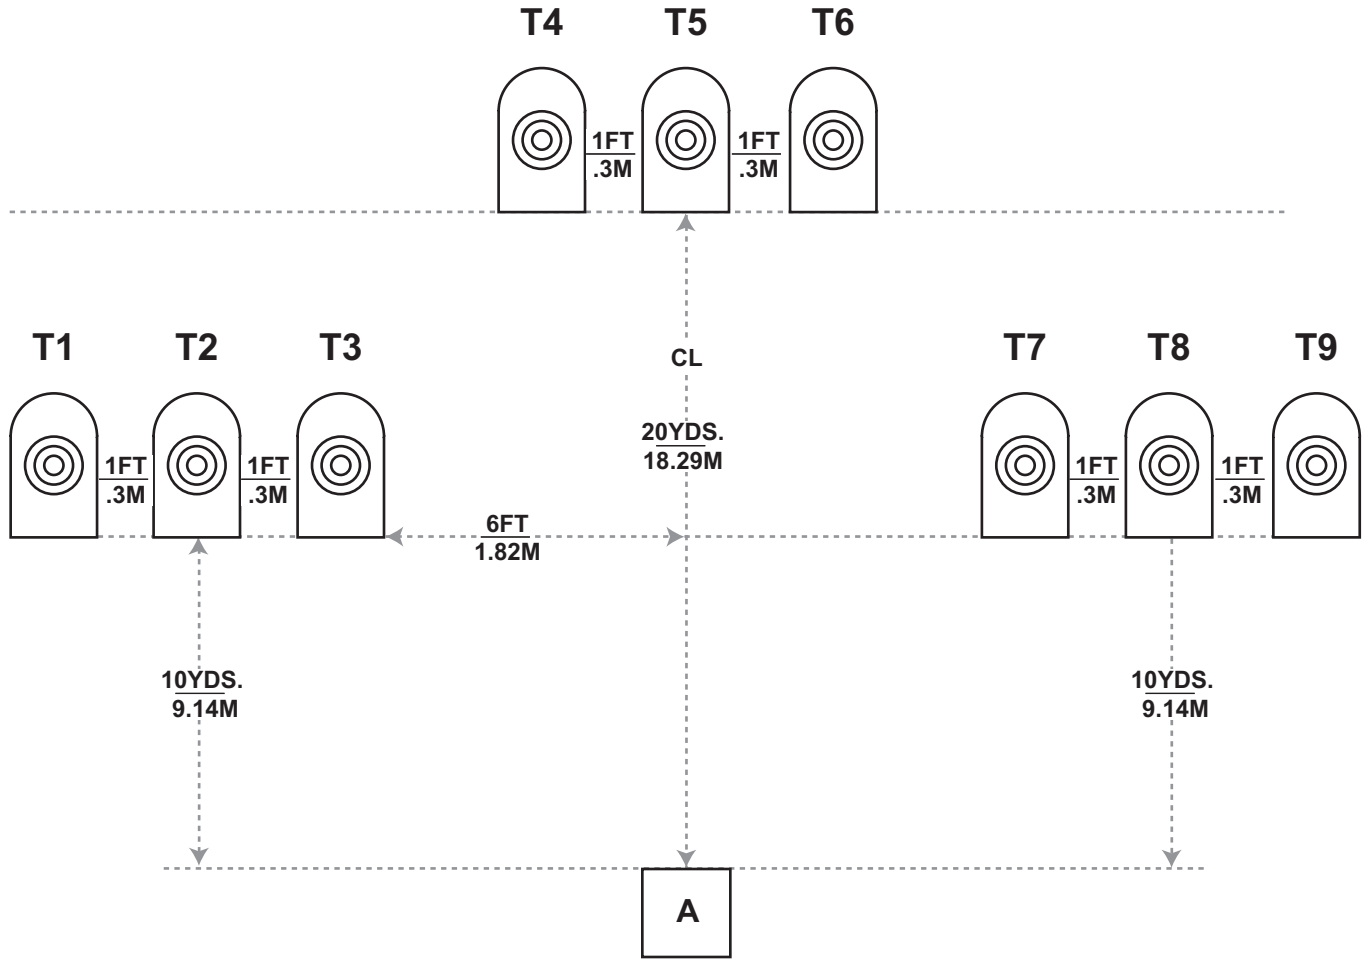 T4 T5 T6
1FT 1FT
.3M .3M
T1 T2 T3 T7 T8 T9
CL
20YDS.
18.29M
1FT 1FT 1FT 1FT
.3M .3M .3M .3M
6FT
1.82M
10YDS. 10YDS.
9.14M 9.14M
A